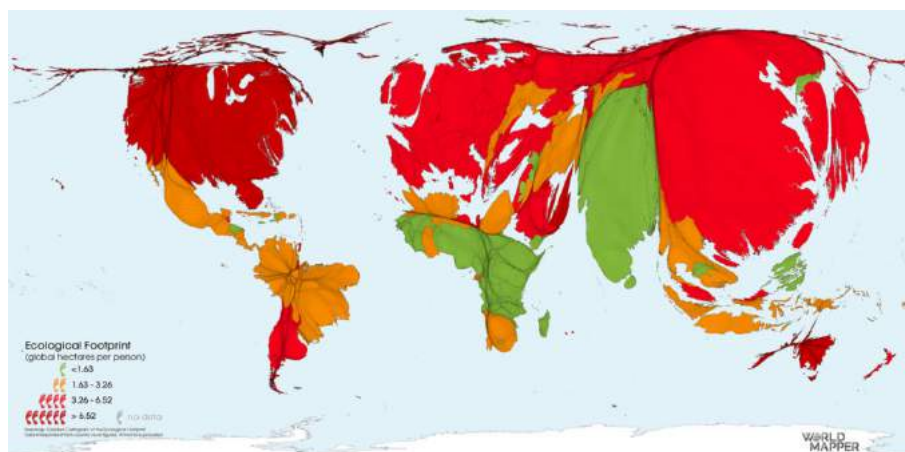 Ecological Footprint
(global hectares per person)
<1.63
1.63 - 3.26
3.26 - 6.52
> 6.52
no data
WORLD
MAPPER